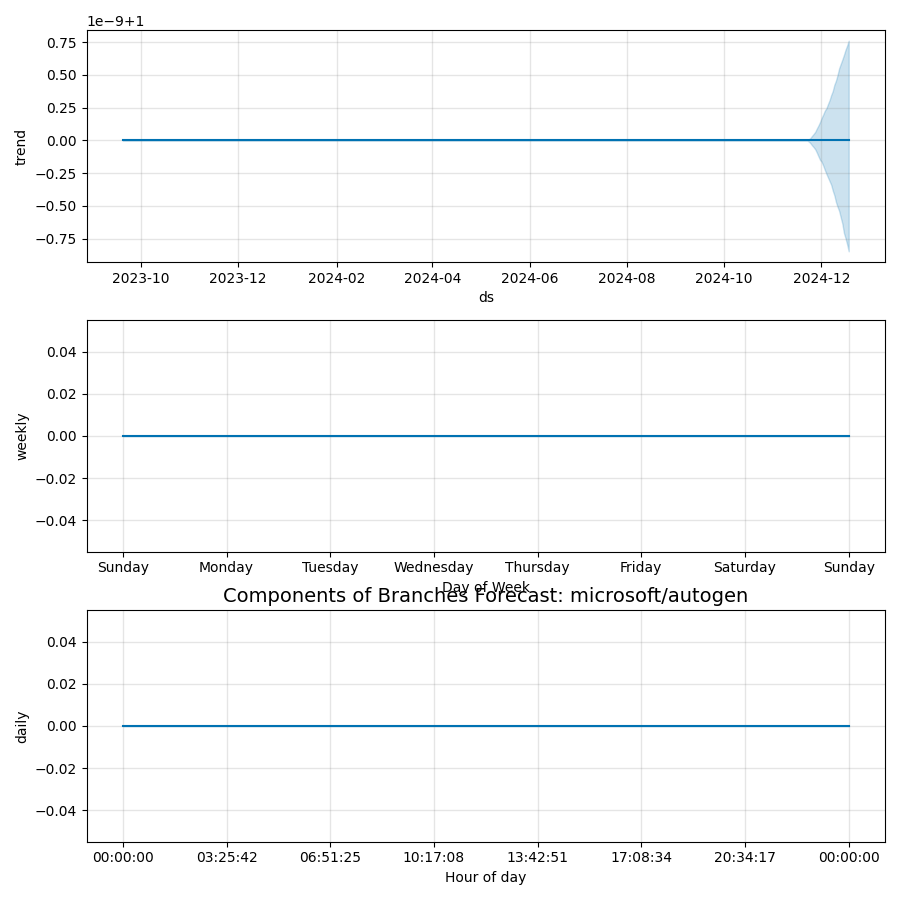 1e−9+1
0.75
0.50
0.25
0.00
−0.25
−0.50
−0.75
trend
2023-10 2023-12 2024-02 2024-04 2024-06 2024-08 2024-10 2024-12
ds
0.04
0.02
0.00
−0.02
−0.04
weekly
Sunday Monday Tuesday Wednesday Thursday Friday Saturday Sunday
Day of Week
Components of Branches Forecast: microsoft/autogen
0.04
0.02
0.00
−0.02
−0.04
daily
00:00:00 03:25:42 06:51:25 10:17:08 13:42:51 17:08:34 20:34:17 00:00:00
Hour of day